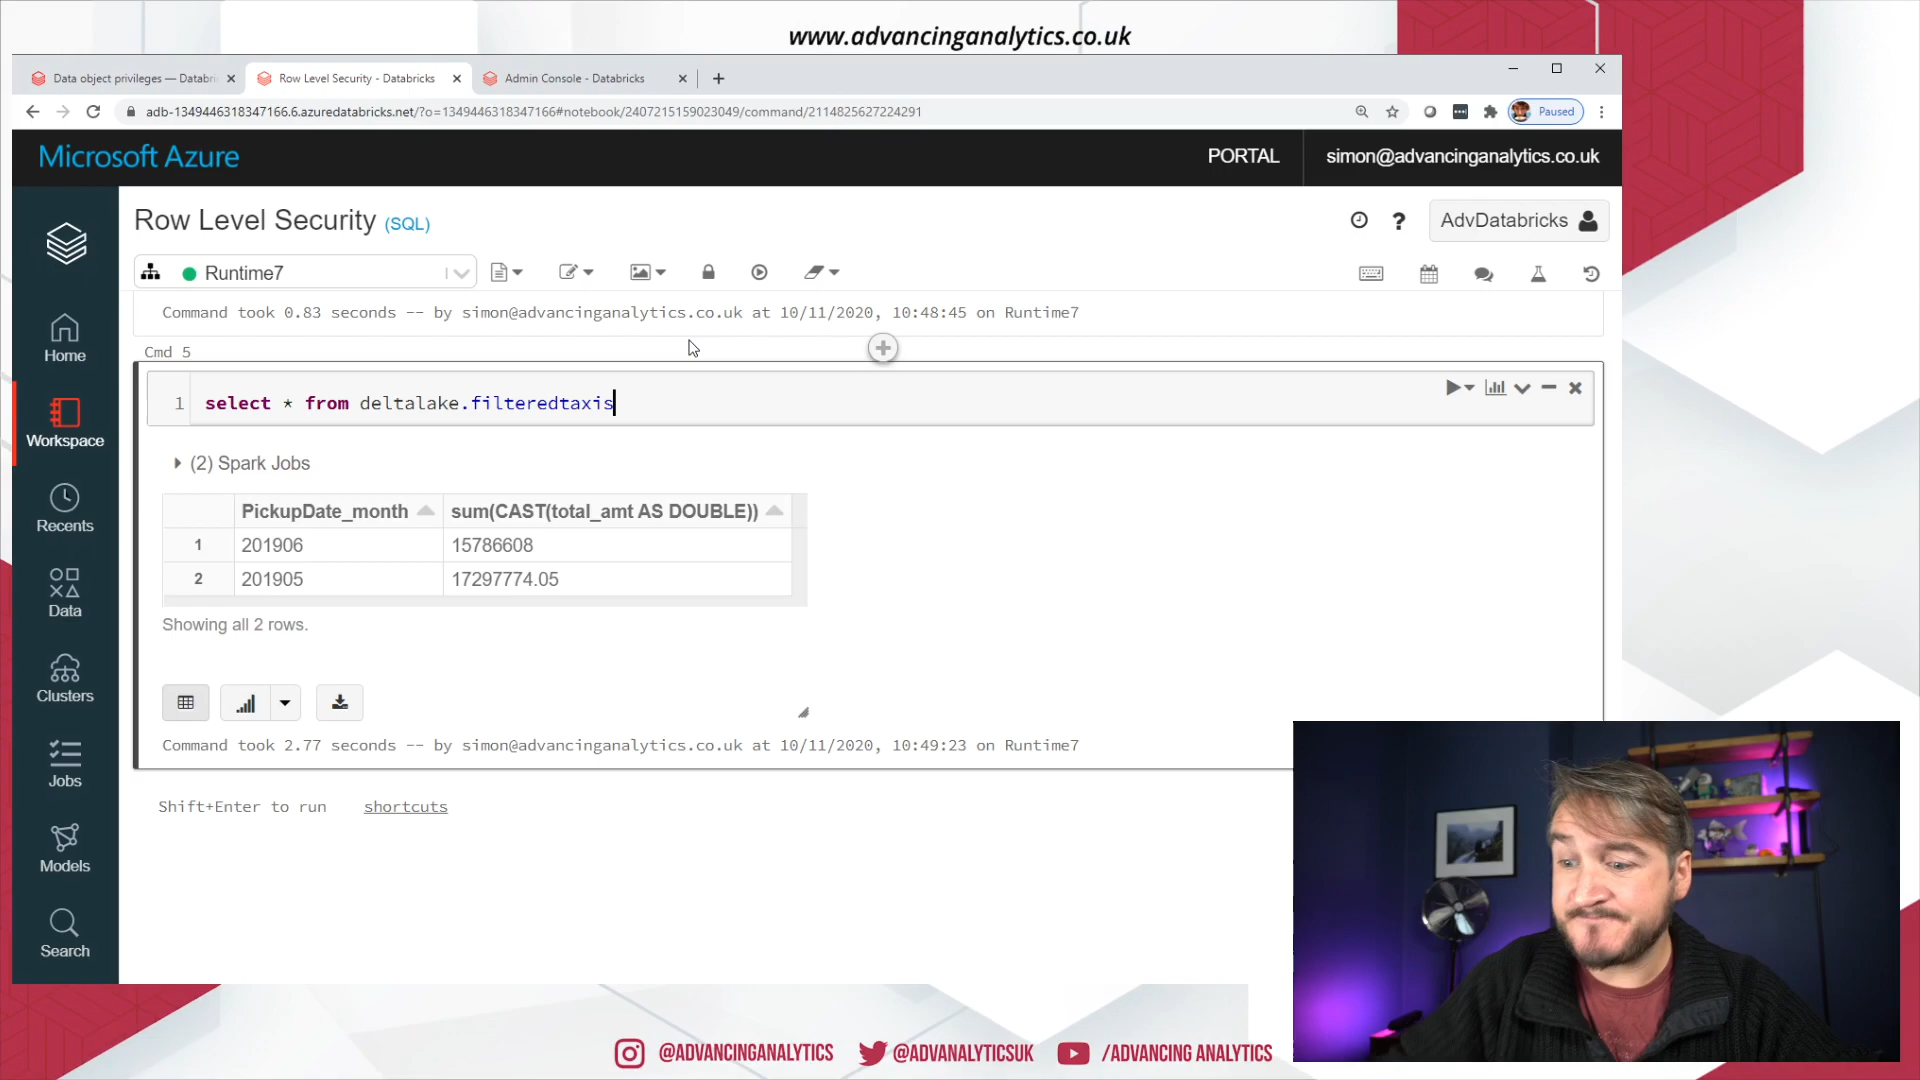 www.advancinganalytics.co.uk
Data object privileges — Databri
Row Level Security - Databricks
Admin Console - Databricks
adb-1349446318347166.6.azuredatabricks.net/?o=1349446318347166#notebook/2407215159023049/command/2114825627224291
Paused
Microsoft Azure
PORTAL
simon@advancinganalytics.co.uk
Row Level Security (SQL)
AdvDatabricks
Runtime7
Command took 0.83 seconds -- by simon@advancinganalytics.co.uk at 10/11/2020, 10:48:45 on Runtime7
Cmd 5
1 select * from deltalake.filteredtaxis
(2) Spark Jobs
PickupDate_month sum(CAST(total_amt AS DOUBLE))
1 201906 15786608
2 201905 17297774.05
Showing all 2 rows.
Command took 2.77 seconds -- by simon@advancinganalytics.co.uk at 10/11/2020, 10:49:23 on Runtime7
Shift+Enter to run shortcuts
Home
Workspace
Recents
Data
Clusters
Jobs
Models
Search
@ADVANCINGANALYTICS
@ADVANALYTICSUK
/ADVANCING ANALYTICS